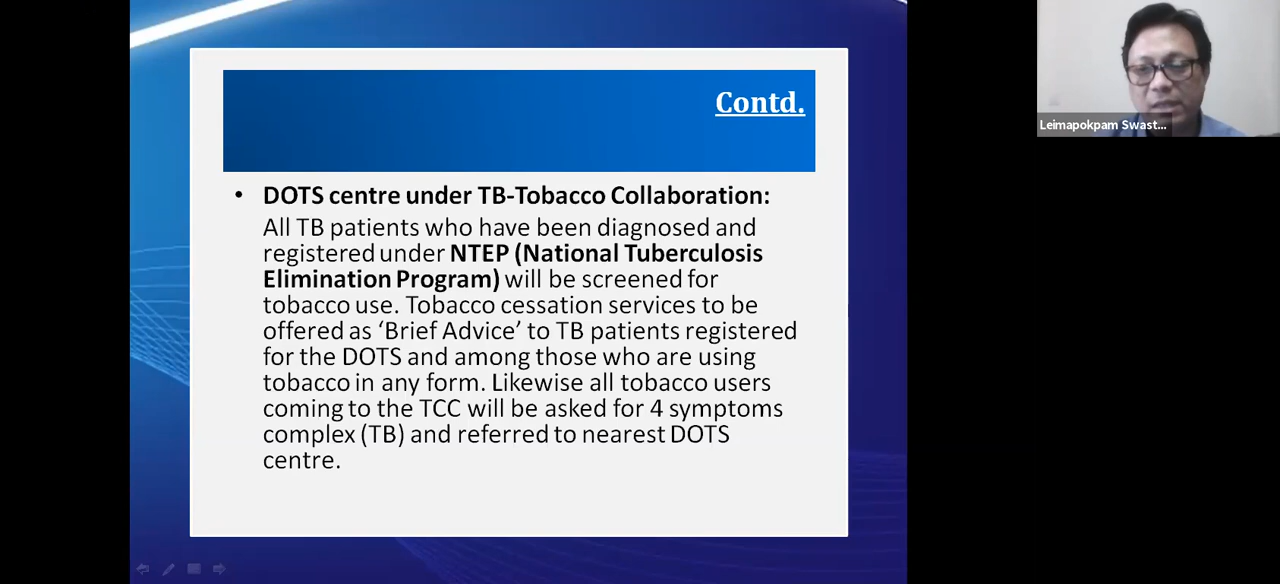 Contd.
• DOTS centre under TB-Tobacco Collaboration:
All TB patients who have been diagnosed and
registered under NTEP (National Tuberculosis
Elimination Program) will be screened for
tobacco use. Tobacco cessation services to be
offered as ‘Brief Advice’ to TB patients registered
for the DOTS and among those who are using
tobacco in any form. Likewise all tobacco users
coming to the TCC will be asked for 4 symptoms
complex (TB) and referred to nearest DOTS
centre.
Leimapokpam Swast...